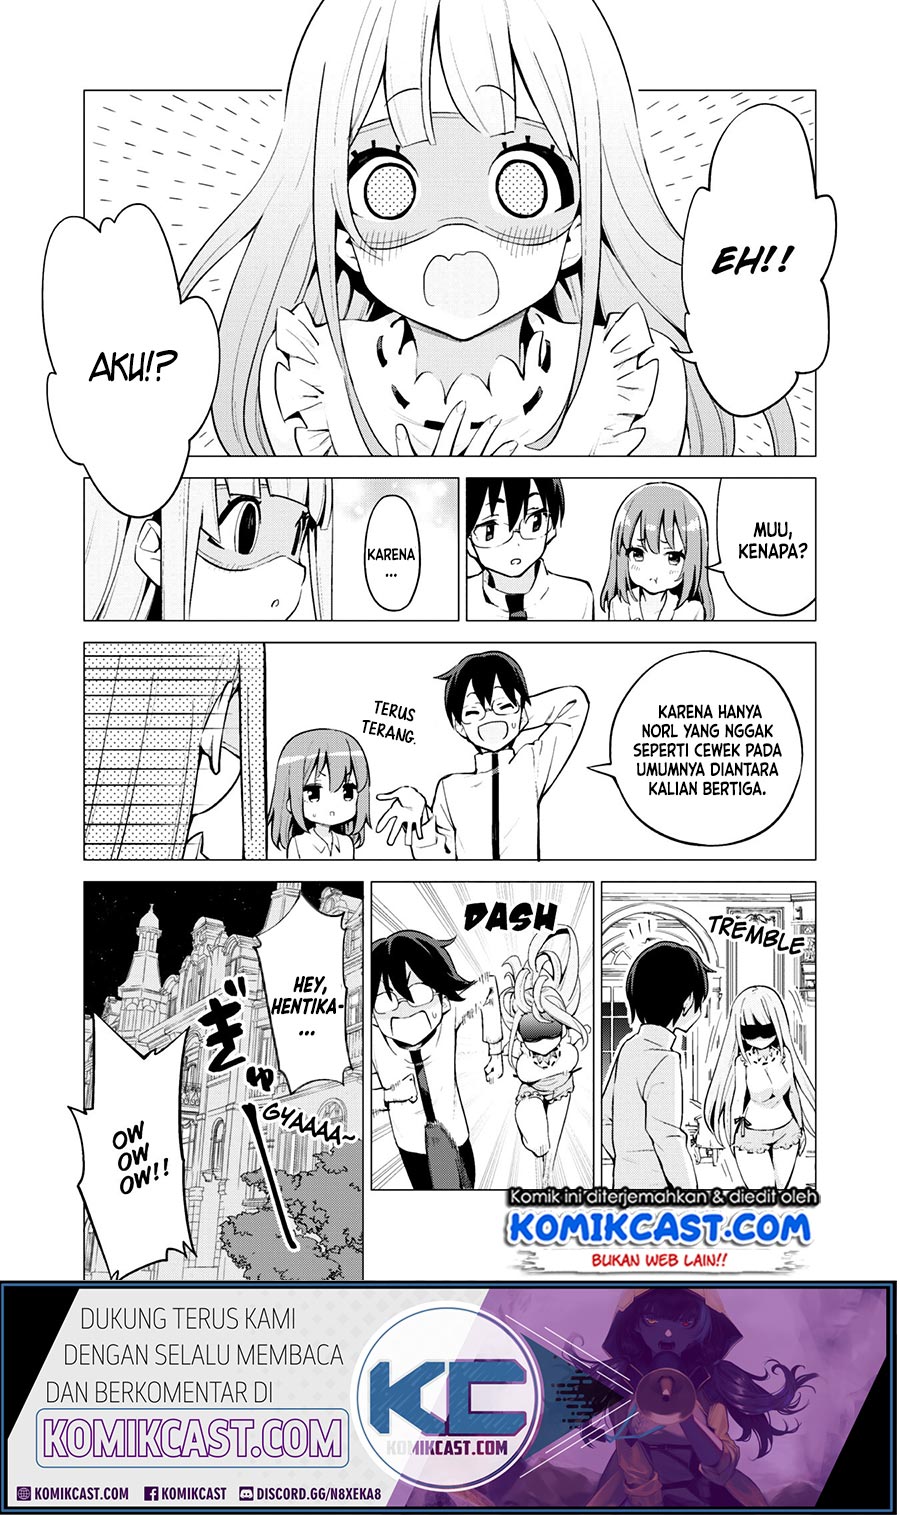 EH!!
AKU!?
MUU,
KENAPA?
KARENA
...
KARENA HANYA
NORL YANG NGGAK
SEPERTI CEWEK PADA
UMUMNYA DIANTARA
KALIAN BERTIGA.
TERUS
TERANG.
TREMBLE
DASH
HEY,
HENTIKA-
...
ぎゅー
GYAAAA~
OW
OW
OW!!
Komik ini diterjemahkan & diedit oleh
KOMIKCAST.COM
BUKAN WEB LAIN!!
DUKUNG TERUS KAMI
DENGAN SELALU MEMBACA
DAN BERKOMENTAR DI
KOMIKCAST.COM
KOMIKCAST.COM
KOMIKCAST
DISCORD.GG/N8XEKA8
KC
KOMIKCAST.COM